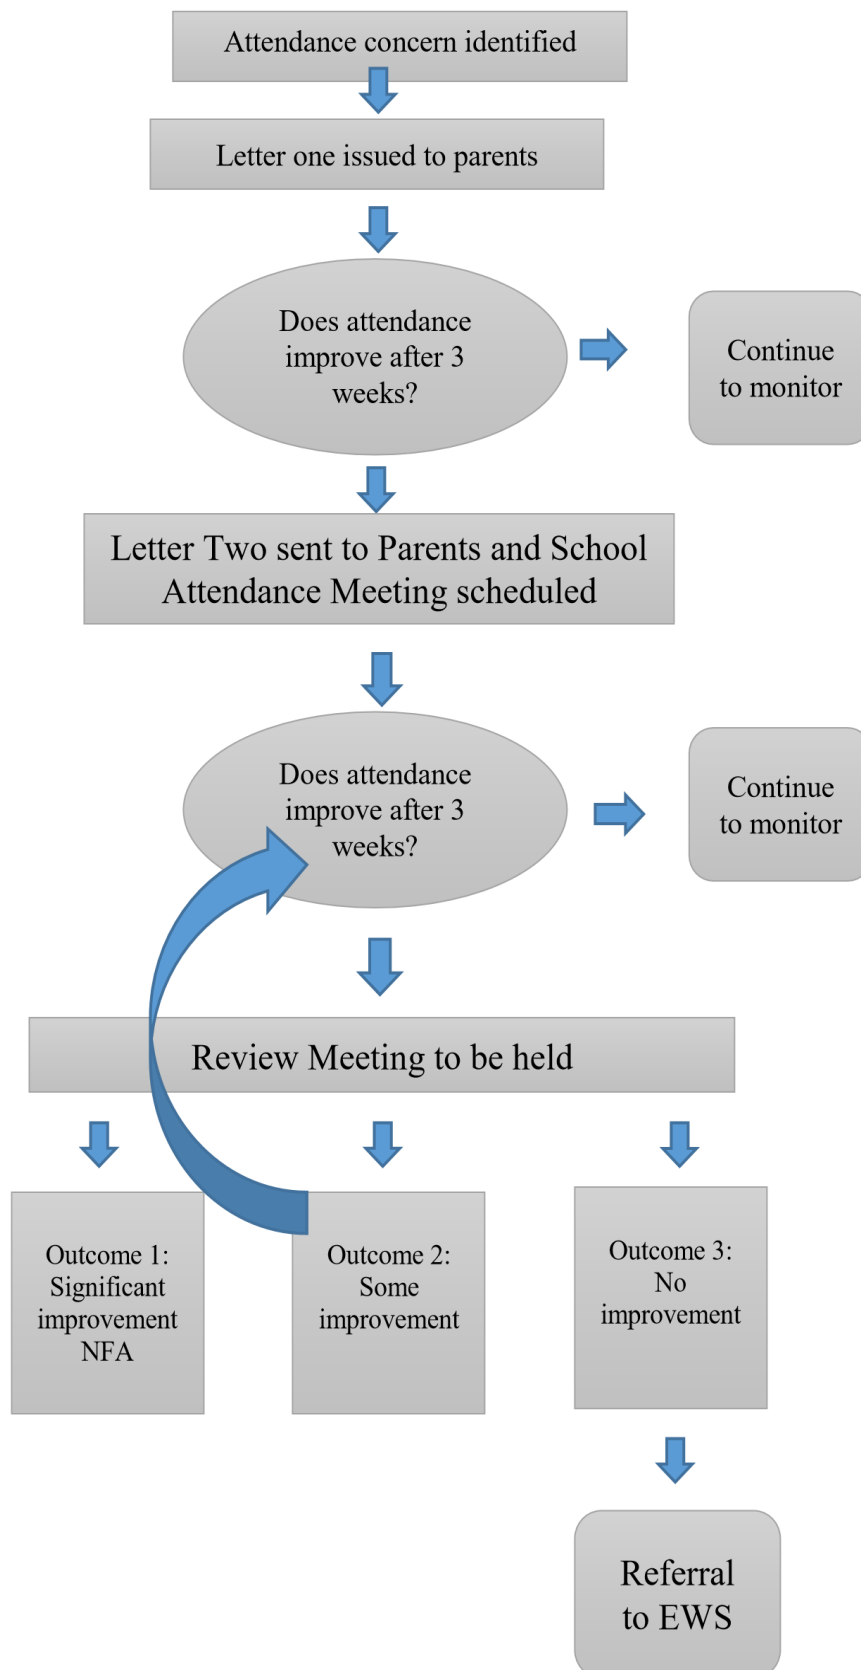 Attendance concern identified
Letter one issued to parents
Does attendance
improve after 3
weeks?
Continue
to monitor
Letter Two sent to Parents and School
Attendance Meeting scheduled
Does attendance
improve after 3
weeks?
Continue
to monitor
Review Meeting to be held
Outcome 1:
Significant
improvement
NFA
Outcome 2:
Some
improvement
Outcome 3:
No
improvement
Referral
to EWS